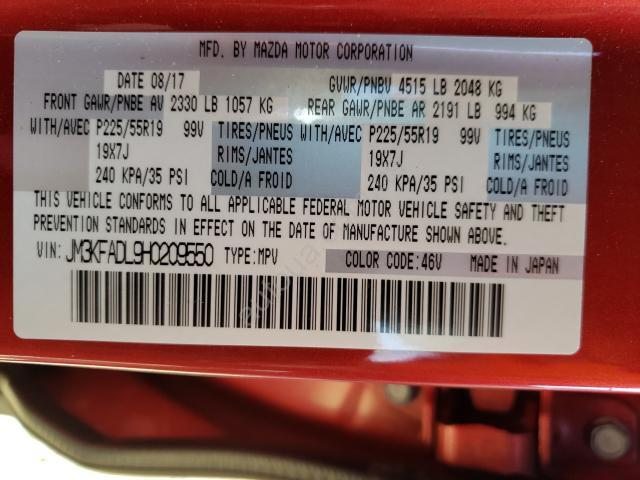 MFD. BY MAZDA MOTOR CORPORATION
DATE 08/17 GVWR/PNBV 4515 LB 2048 KG
FRONT GAWR/PNBE AV 2330 LB 1057 KG REAR GAWR/PNBE AR 2191 LB 994 KG
WITH/AVEC P225/55R19 99V TIRES/PNEUS WITH/AVEC P225/55R19 99V TIRES/PNEUS
19X7J RIMS/JANTES 19X7J RIMS/JANTES
240 KPA/35 PSI COLD/A FROID 240 KPA/35 PSI COLD/A FROID
THIS VEHICLE CONFORMS TO ALL APPLICABLE FEDERAL MOTOR VEHICLE SAFETY AND THEFT
PREVENTION STANDARDS IN EFFECT ON THE DATE OF MANUFACTURE SHOWN ABOVE.
VIN: JM3KFADL9H0209550 TYPE:MPV COLOR CODE:46V MADE IN JAPAN